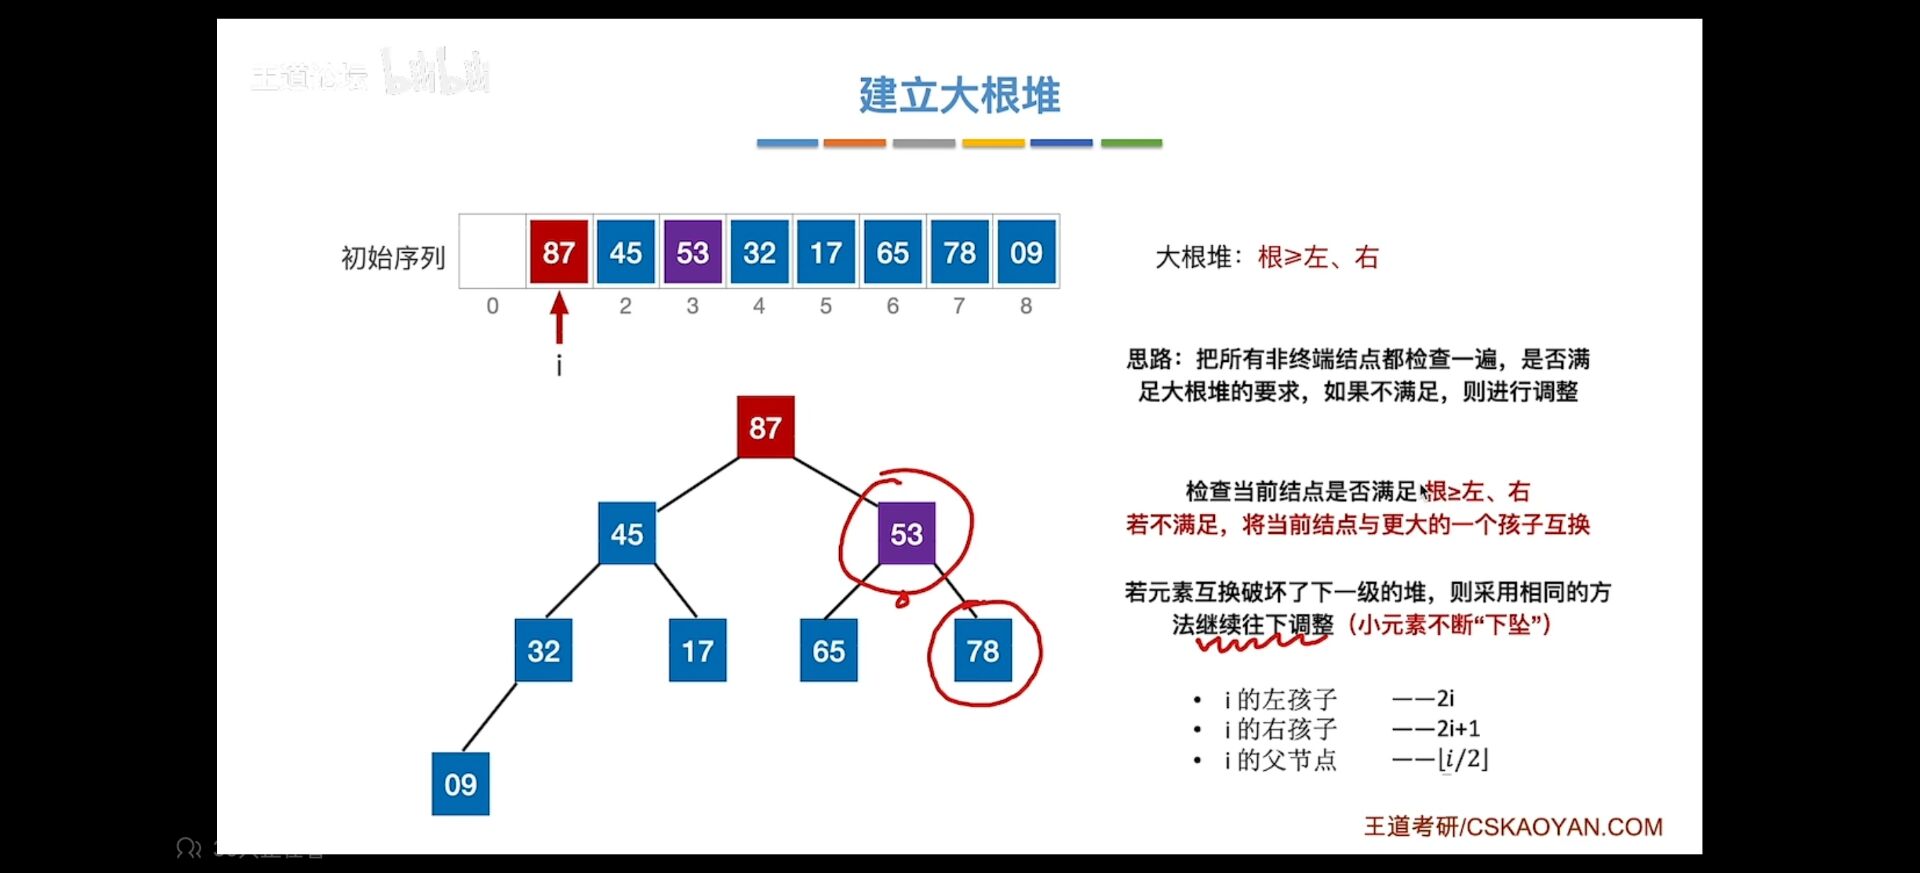 王道论坛 bilibili
建立大根堆
初始序列
87 45 53 32 17 65 78 09
0 2 3 4 5 6 7 8
i
大根堆：根≥左、右
思路：把所有非终端结点都检查一遍，是否满
足大根堆的要求，如果不满足，则进行调整
87
45 53
32 17 65 78
09
检查当前结点是否满足根≥左、右
若不满足，将当前结点与更大的一个孩子互换
若元素互换破坏了下一级的堆，则采用相同的方
法继续往下调整（小元素不断“下坠”）
• i 的左孩子 ——2i
• i 的右孩子 ——2i+1
• i 的父节点 ——⌊i/2⌋
王道考研/CSKAOYAN.COM